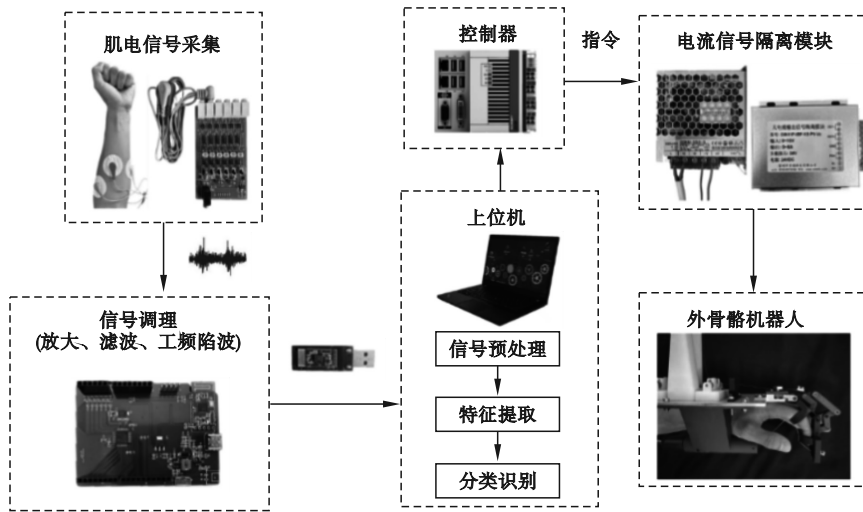 肌电信号采集
信号调理
(放大、滤波、工频陷波)
上位机
信号预处理
特征提取
分类识别
控制器
指令
电流信号隔离模块
外骨骼机器人